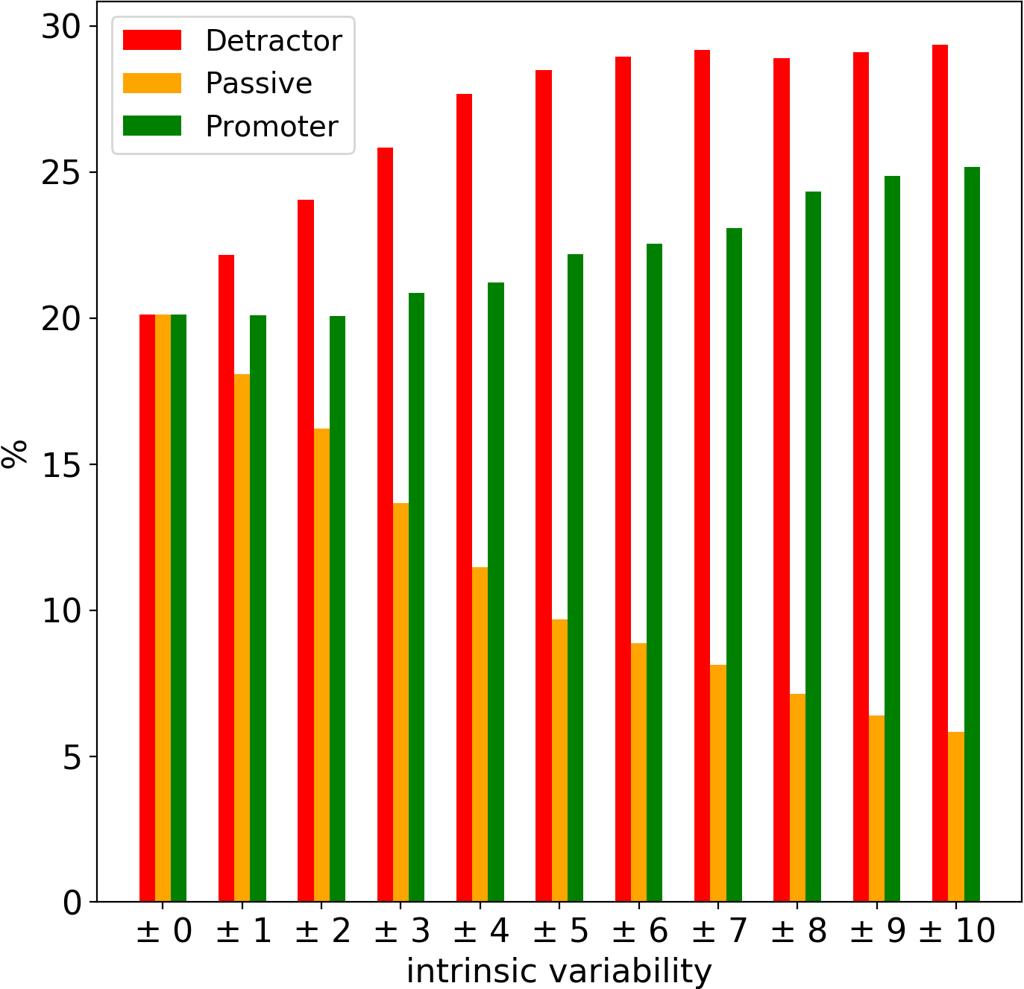 Detractor
Passive
Promoter
30
25
20
15
10
5
0
%
± 0 ± 1 ± 2 ± 3 ± 4 ± 5 ± 6 ± 7 ± 8 ± 9 ± 10
intrinsic variability